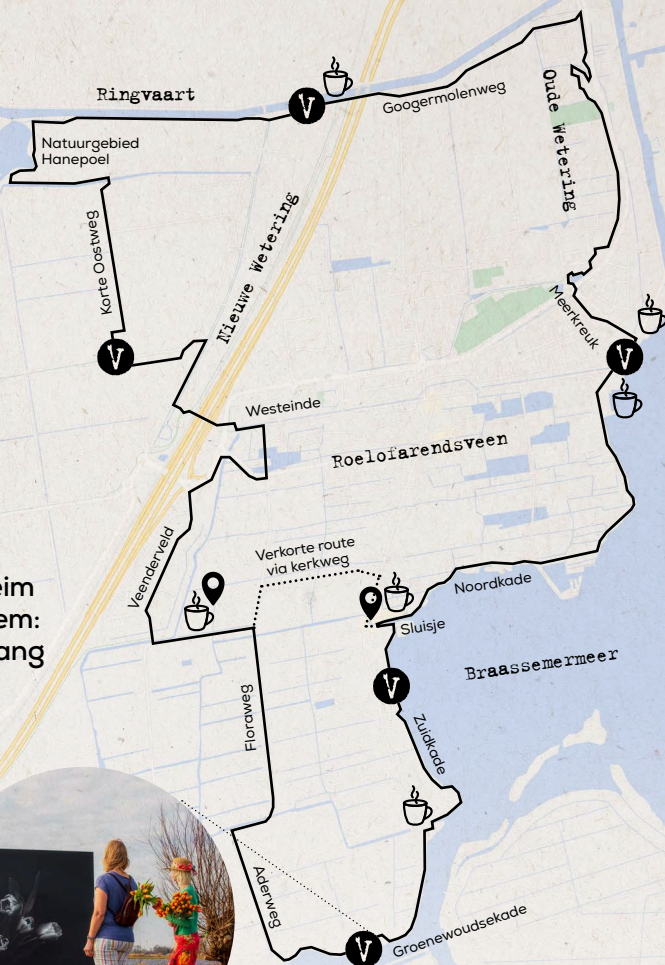 Ringvaart
V
Googermolenweg
Oude Wetering
Natuurgebied
Hanepoel
Korte Oostweg
Nieuwe Wetering
V
Meerkreuk
V
Westeinde
Roelofarendsveen
Verkorte route
via kerkweg
Veenderveld
Noordkade
Sluisje
eim
em:
ang
Braassemermeer
V
Floraweg
Zuidkade
Aderweg
V
Groenewoudsekade